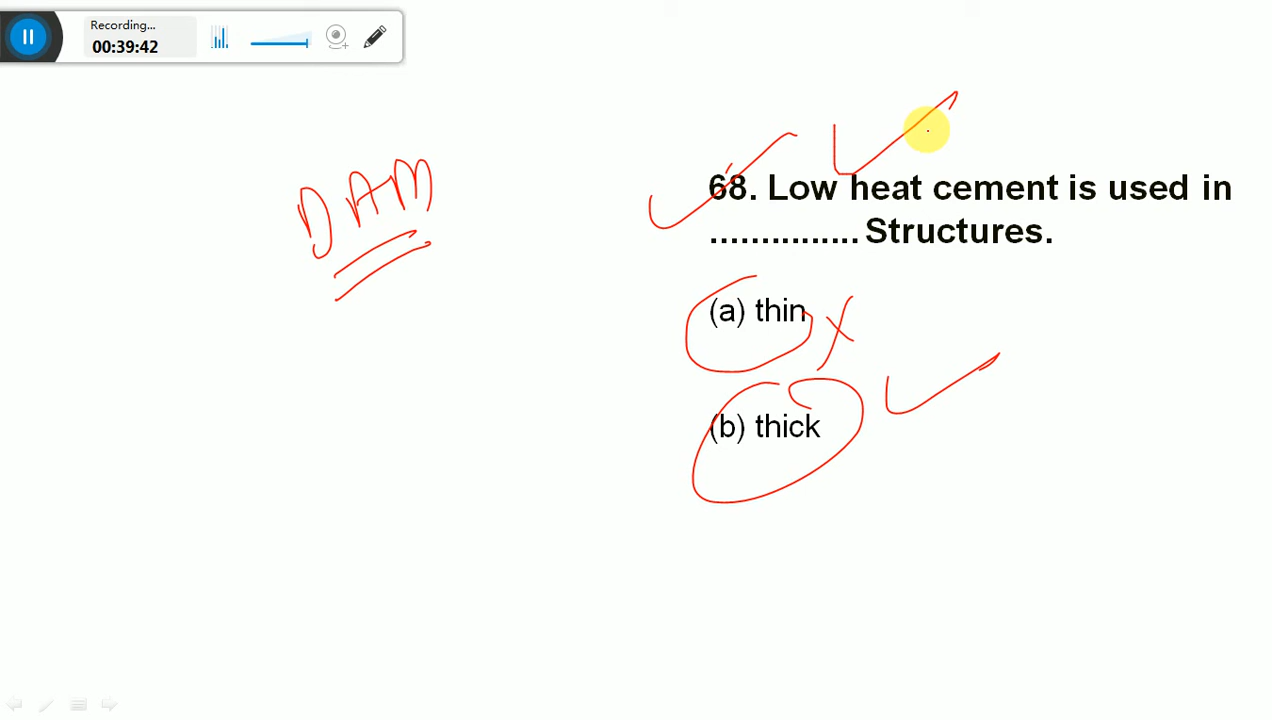 Recording...
00:39:42
DAM
68. Low heat cement is used in
............... Structures.
(a) thin
(b) thick